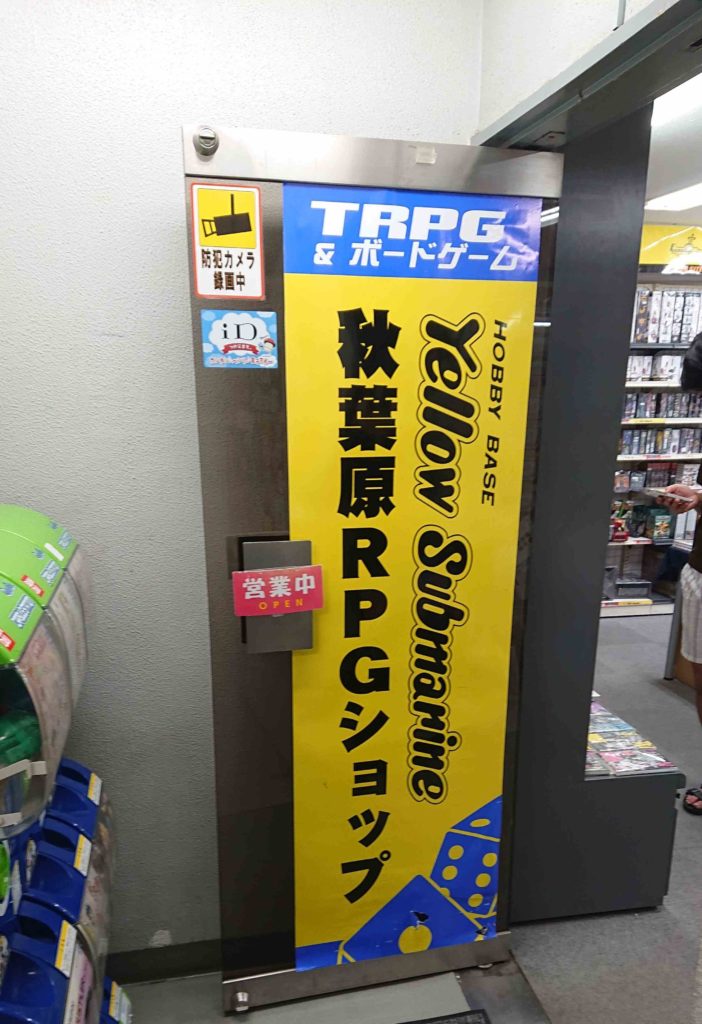 TRPG
& ボードゲーム
HOBBY BASE
Yellow Submarine
秋葉原RPGショップ
防犯カメラ
録画中
iD
営業中
OPEN